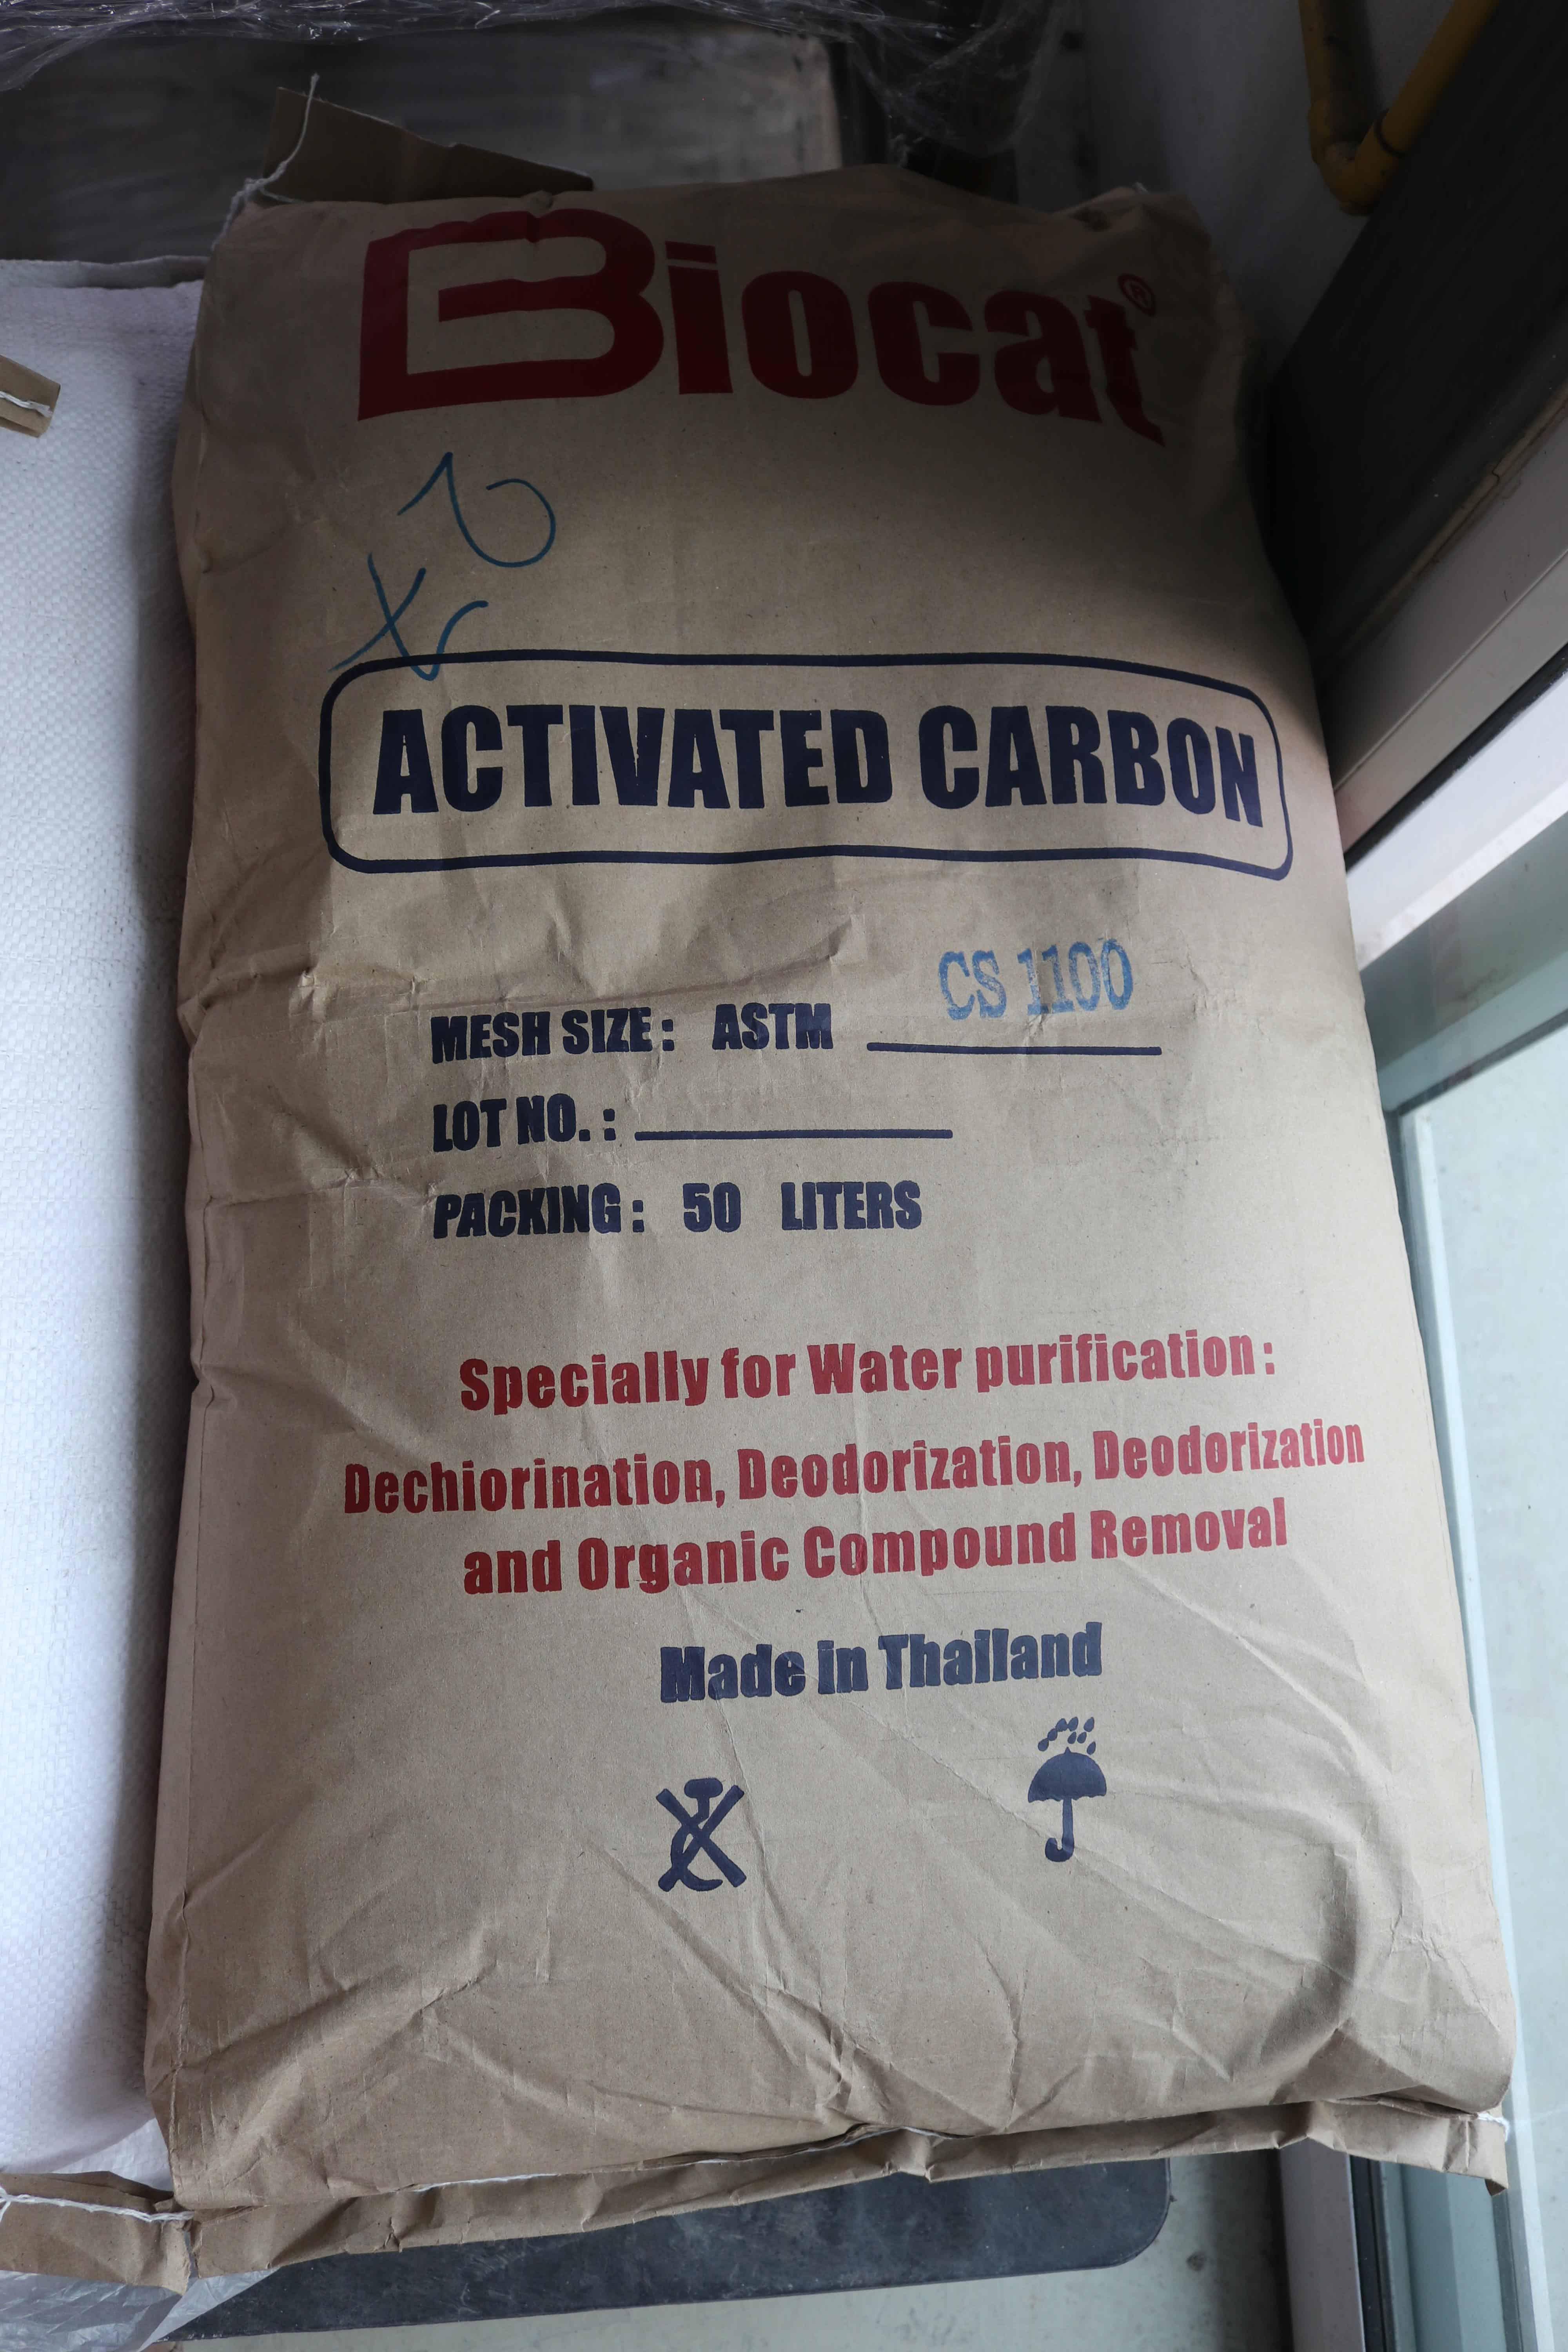 Biocat®
ACTIVATED CARBON
CS 1100
MESH SIZE : ASTM
LOT NO. :
PACKING : 50 LITERS
Specially for Water purification :
Dechiorination, Deodorization, Deodorization
and Organic Compound Removal
Made in Thailand